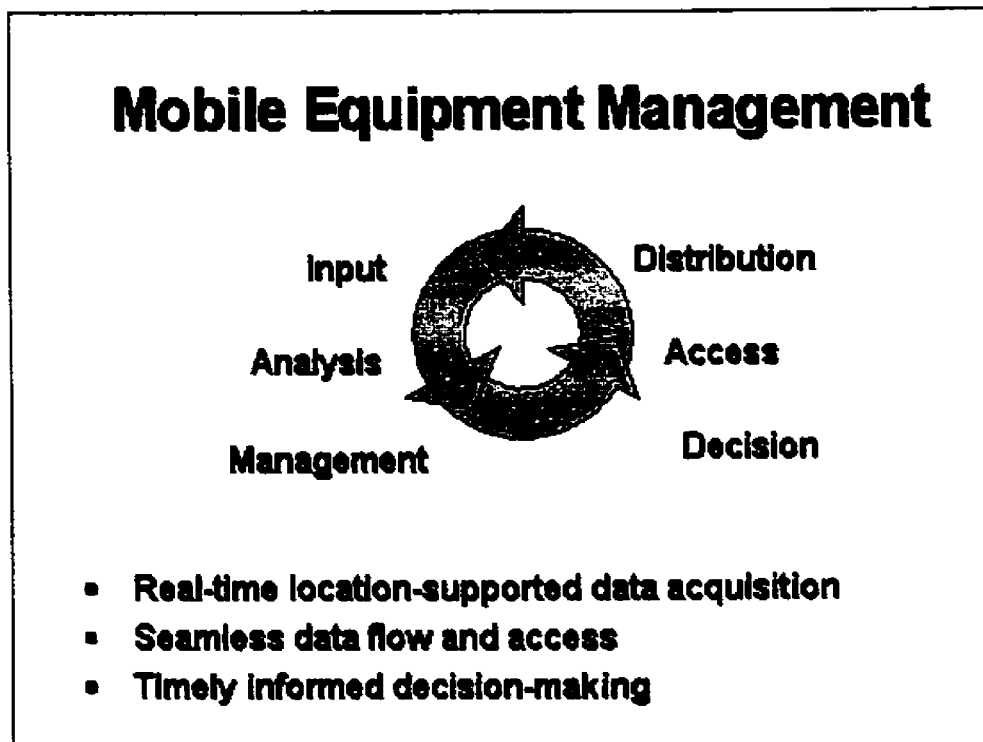 Mobile Equipment Management
Input
Distribution
Analysis
Access
Management
Decision
▪ Real-time location-supported data acquisition
▪ Seamless data flow and access
▪ Timely informed decision-making